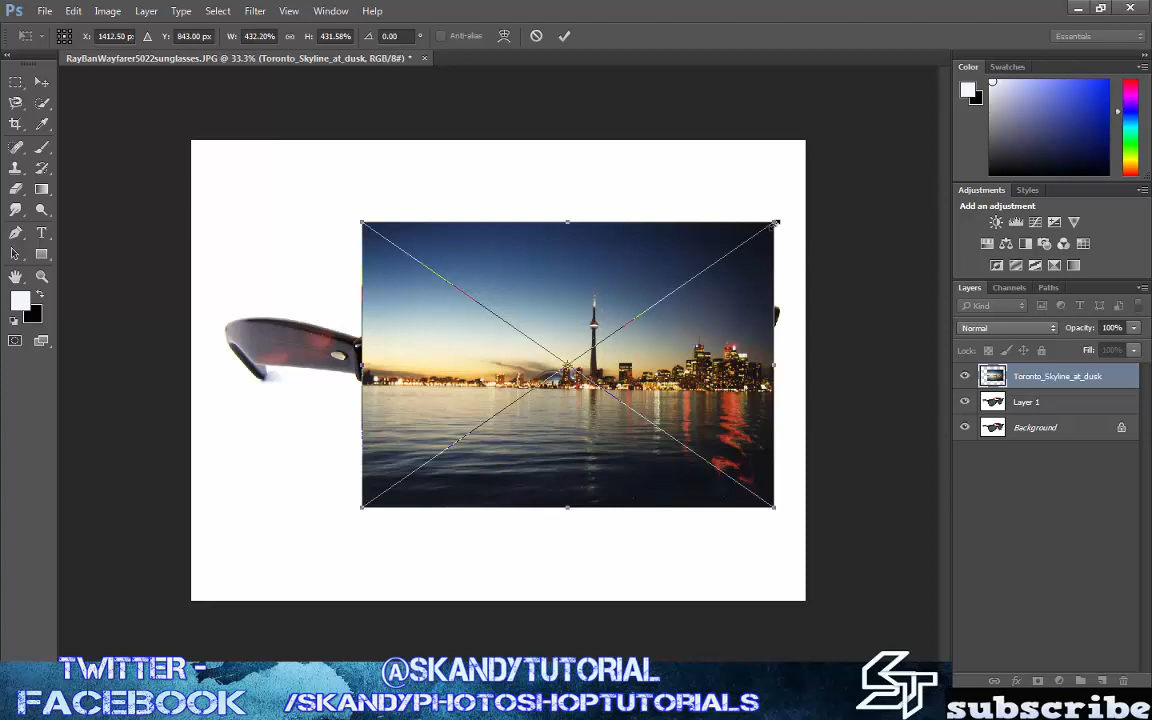 Ps File Edit Image Layer Type Select Filter View Window Help
X: 1412.50 px Y: 843.00 px W: 432.20% H: 431.58% 0.00 ° Anti-alias Essentials
RayBanWayfarer5022sunglasses.JPG @ 33.3% (Toronto_Skyline_at_dusk, RGB/8#) *
Color Swatches
Adjustments Styles
Add an adjustment
Layers Channels Paths
Kind
Normal Opacity: 100%
Lock: Fill: 100%
Toronto_Skyline_at_dusk
Layer 1
Background
TWITTER - @SKANDYTUTORIAL
FACEBOOK /SKANDYPHOTOSHOPTUTORIALS
ST
subscribe